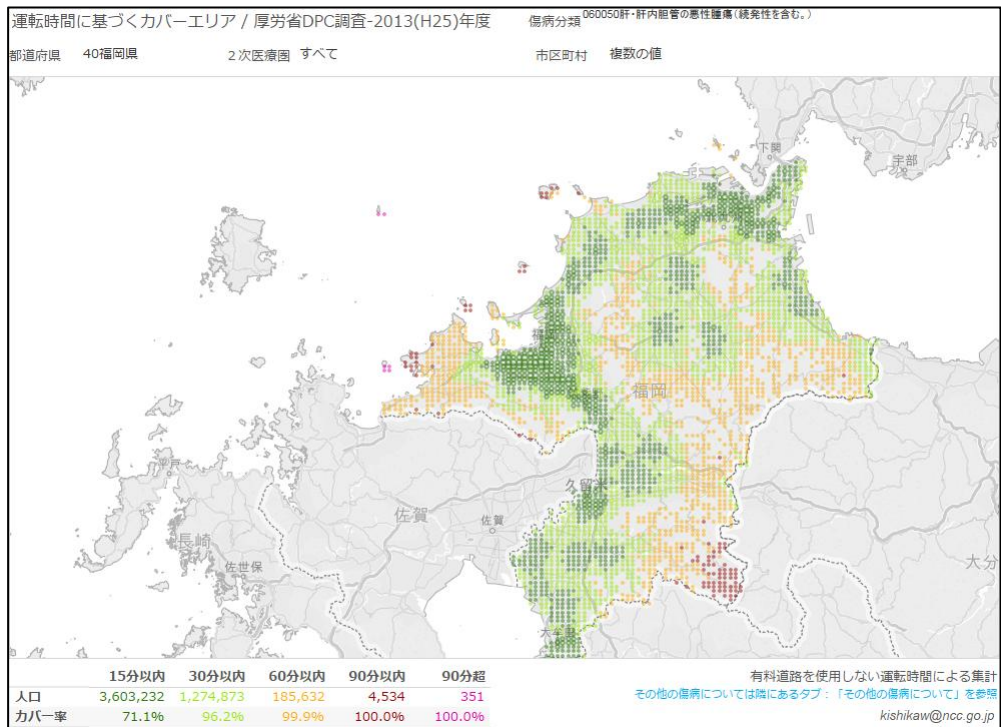 運転時間に基づくカバーエリア / 厚労省DPC調査-2013(H25)年度
傷病分類 060050肝・肝内胆管の悪性腫瘍（続発性を含む。）
都道府県 40福岡県 2次医療圏 すべて 市区町村 複数の値
下関
宇部
福岡
平戸
久留米
佐賀
佐賀
長崎
佐世保
大分
大牟田
15分以内 30分以内 60分以内 90分以内 90分超
人口 3,603,232 1,274,873 185,632 4,534 351
カバー率 71.1% 96.2% 99.9% 100.0% 100.0%
有料道路を使用しない運転時間による集計
その他の傷病については隣にあるタブ：「その他の傷病について」を参照
kishikaw@ncc.go.jp